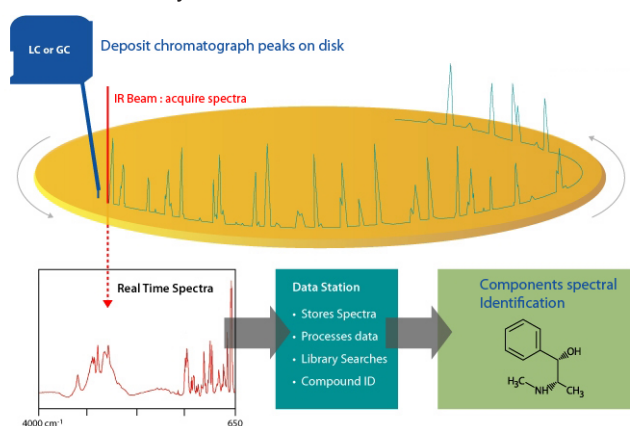 LC or GC
Deposit chromatograph peaks on disk
IR Beam : acquire spectra
Real Time Spectra
4000 cm⁻¹
650
Data Station
• Stores Spectra
• Processes data
• Library Searches
• Compound ID
Components spectral
Identification
OH
H₃C
NH
CH₃